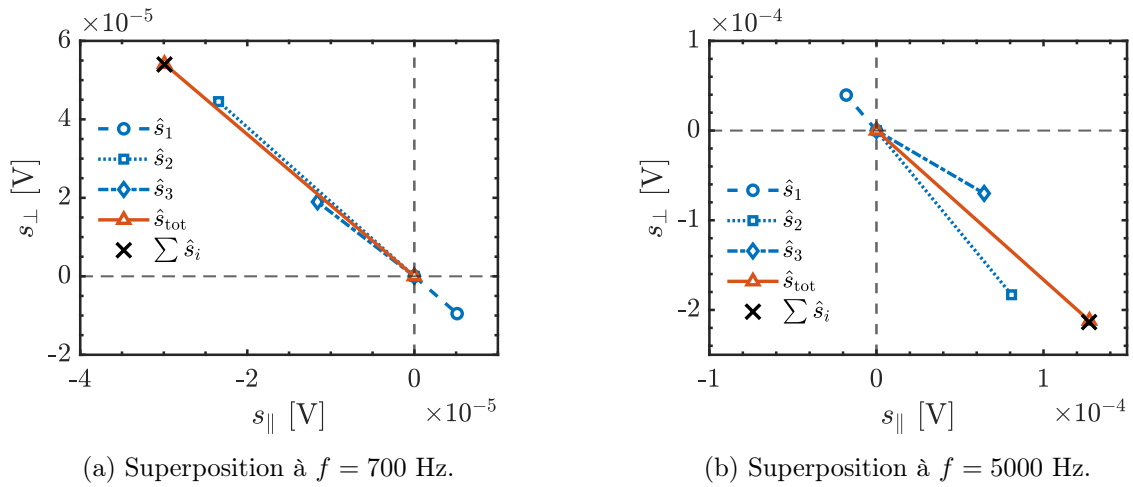 ×10⁻⁵
6
4
2
0
-2
s⊥ [V]
ŝ₁
ŝ₂
ŝ₃
ŝtot
∑ ŝᵢ
-4
-2
0
s∥ [V]
×10⁻⁵
(a) Superposition à f = 700 Hz.
×10⁻⁴
1
0
-1
-2
s⊥ [V]
ŝ₁
ŝ₂
ŝ₃
ŝtot
∑ ŝᵢ
-1
0
1
s∥ [V]
×10⁻⁴
(b) Superposition à f = 5000 Hz.